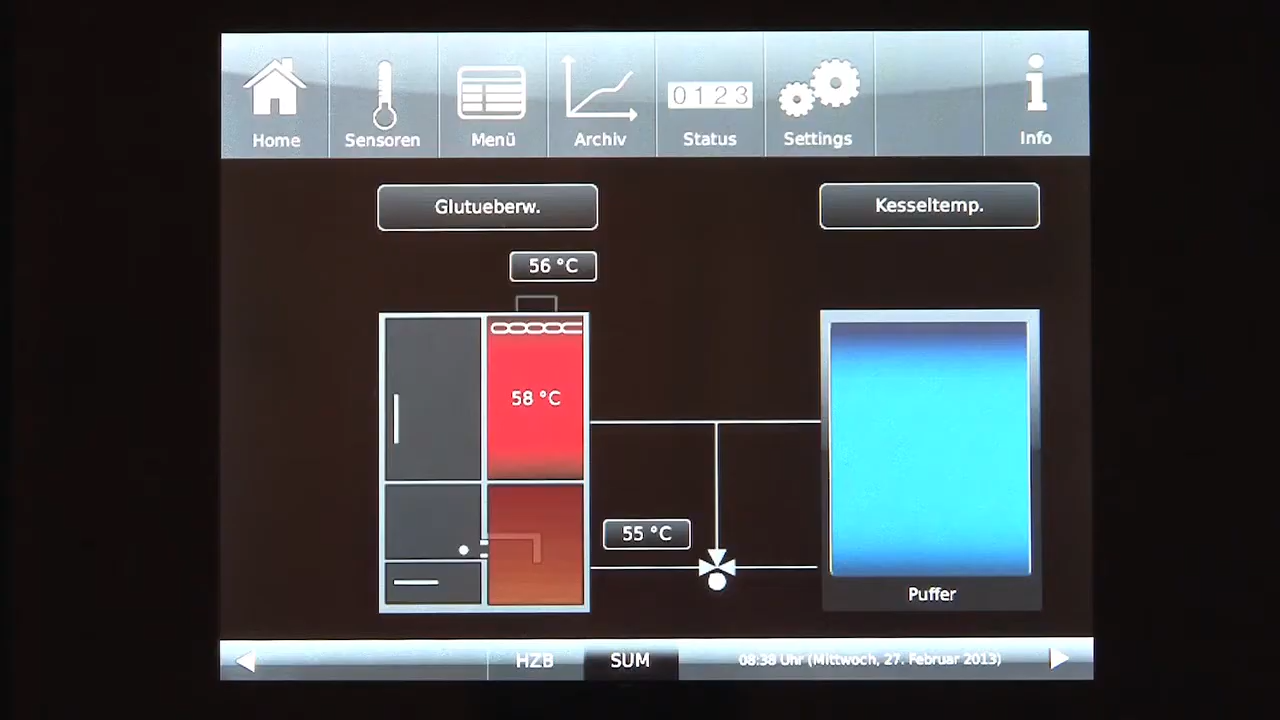 Home
Sensoren
Menü
Archiv
0123
Status
Settings
Info
Glutueberw.
Kesseltemp.
56 °C
58 °C
55 °C
Puffer
HZB
SUM
08:38 Uhr (Mittwoch, 27. Februar 2013)